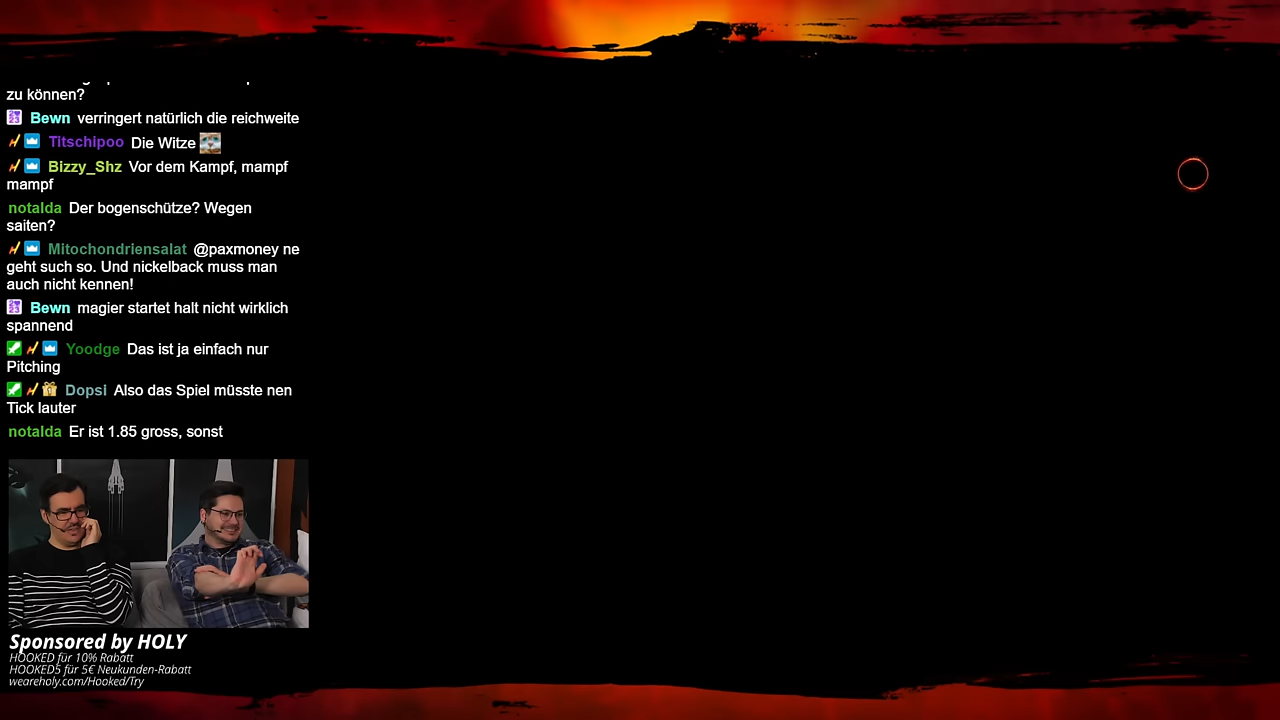 zu können?
Bewn verringert natürlich die reichweite
Titschipoo Die Witze
Bizzy_Shz Vor dem Kampf, mampf
mampf
notalda Der bogenschütze? Wegen
saiten?
Mitochondriensalat @paxmoney ne
geht such so. Und nickelback muss man
auch nicht kennen!
Bewn magier startet halt nicht wirklich
spannend
Yoodge Das ist ja einfach nur
Pitching
Dopsi Also das Spiel müsste nen
Tick lauter
notalda Er ist 1.85 gross, sonst
Sponsored by HOLY
HOOKED für 10% Rabatt
HOOKED5 für 5€ Neukunden-Rabatt
weareholy.com/Hooked/Try